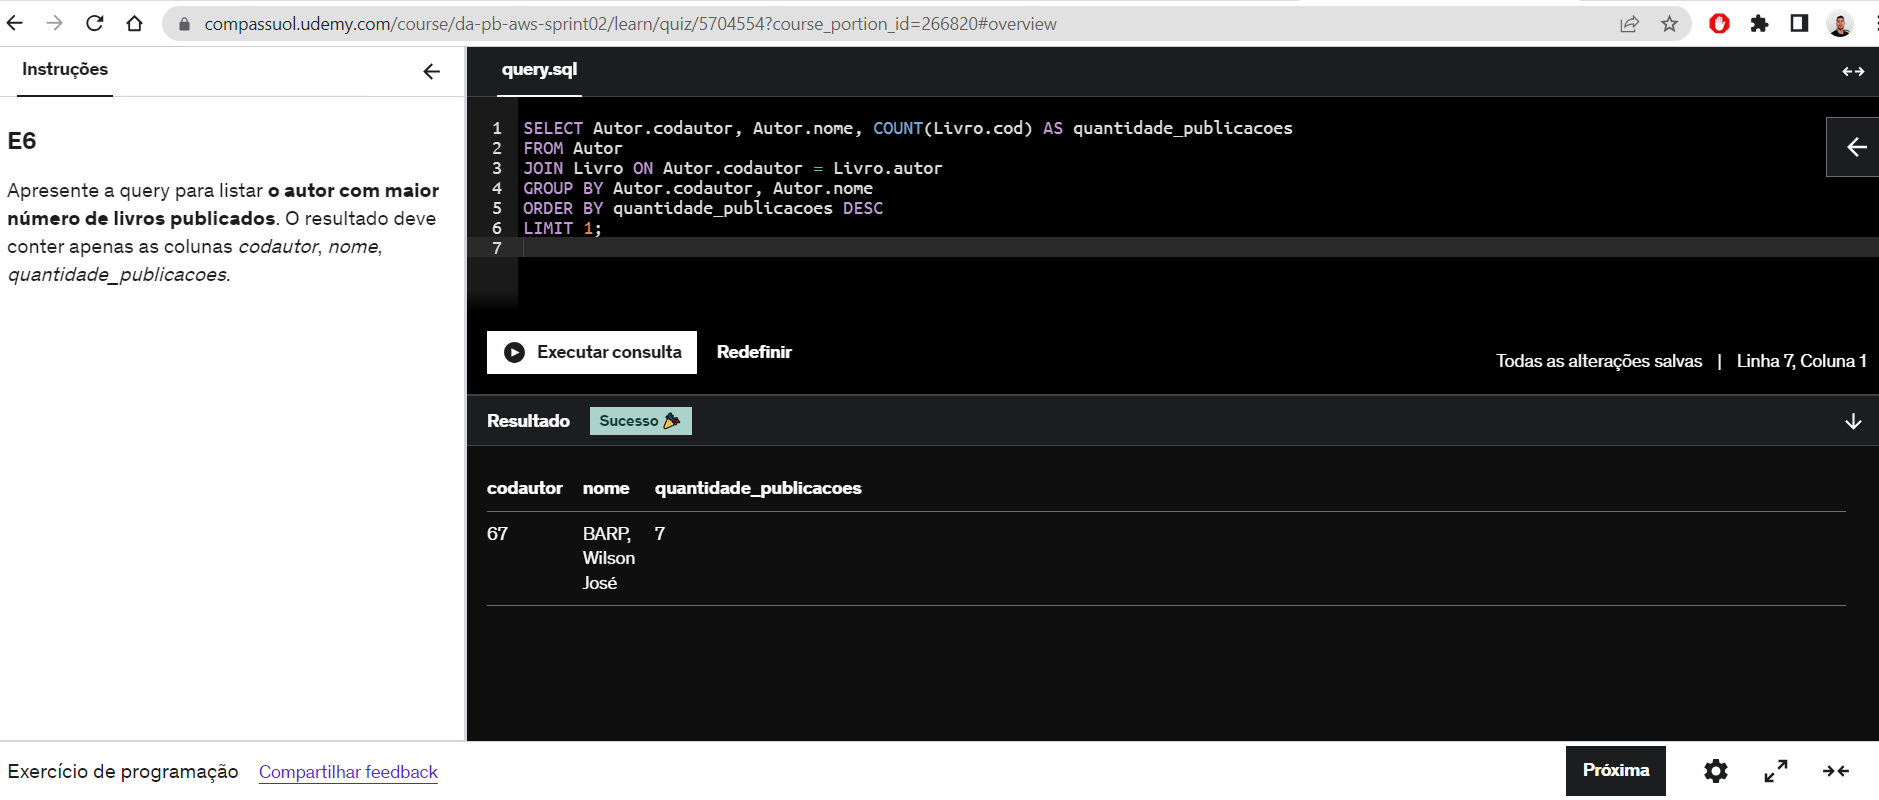 compassuol.udemy.com/course/da-pb-aws-sprint02/learn/quiz/5704554?course_portion_id=266820#overview
Instruções
E6
Apresente a query para listar o autor com maior
número de livros publicados. O resultado deve
conter apenas as colunas codautor, nome,
quantidade_publicacoes.
query.sql
1 SELECT Autor.codautor, Autor.nome, COUNT(Livro.cod) AS quantidade_publicacoes
2 FROM Autor
3 JOIN Livro ON Autor.codautor = Livro.autor
4 GROUP BY Autor.codautor, Autor.nome
5 ORDER BY quantidade_publicacoes DESC
6 LIMIT 1;
7
Executar consulta Redefinir
Todas as alterações salvas | Linha 7, Coluna 1
Resultado Sucesso
codautor nome quantidade_publicacoes
67 BARP, 7
Wilson
José
Exercício de programação Compartilhar feedback
Próxima